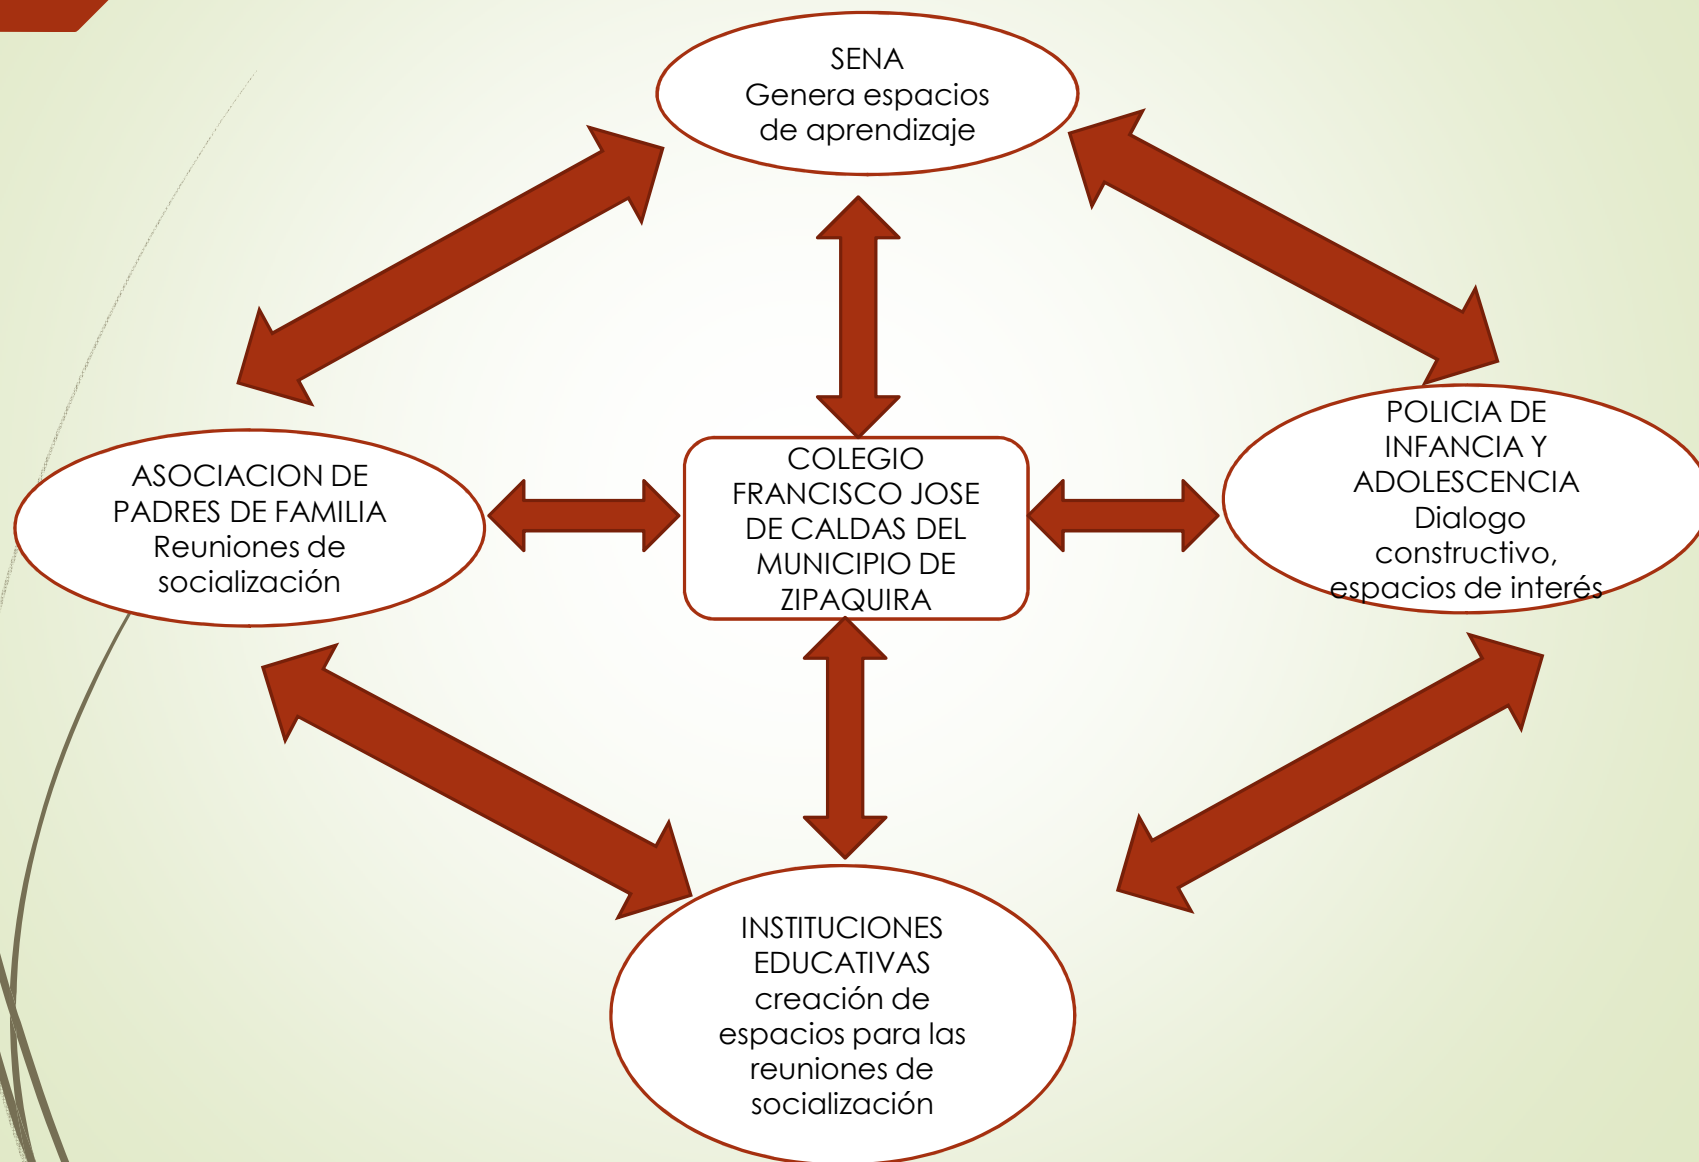 SENA
Genera espacios
de aprendizaje
ASOCIACION DE
PADRES DE FAMILIA
Reuniones de
socialización
COLEGIO
FRANCISCO JOSE
DE CALDAS DEL
MUNICIPIO DE
ZIPAQUIRA
POLICIA DE
INFANCIA Y
ADOLESCENCIA
Dialogo
constructivo,
espacios de interés
INSTITUCIONES
EDUCATIVAS
creación de
espacios para las
reuniones de
socialización